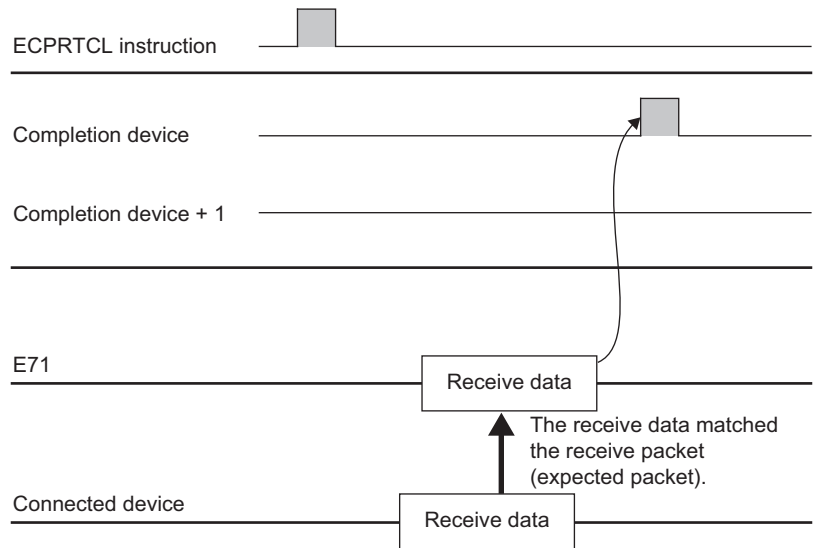 ECPRTCL instruction
Completion device
Completion device + 1
E71
Receive data
The receive data matched
the receive packet
(expected packet).
Connected device
Receive data